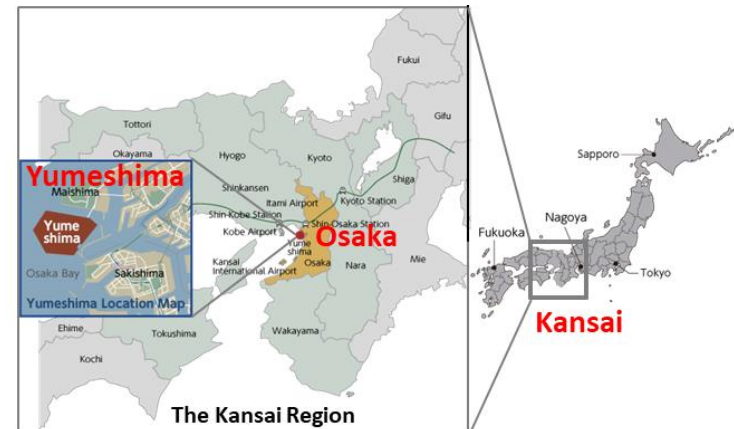 Fukui
Gifu
Tottori
Okayama
Hyogo
Kyoto
Shiga
Shinkansen
Itami Airport
Kyoto Station
Shin-Kobe Station
Shin-Osaka Station
Kobe Airport
Yume
shima
Osaka
Osaka
Kansai
International Airport
Nara
Mie
Wakayama
Tokushima
Ehime
Kochi
Yumeshima
Maishima
Yume
shima
Osaka Bay
Sakishima
Yumeshima Location Map
The Kansai Region
Sapporo
Nagoya
Fukuoka
Tokyo
Kansai